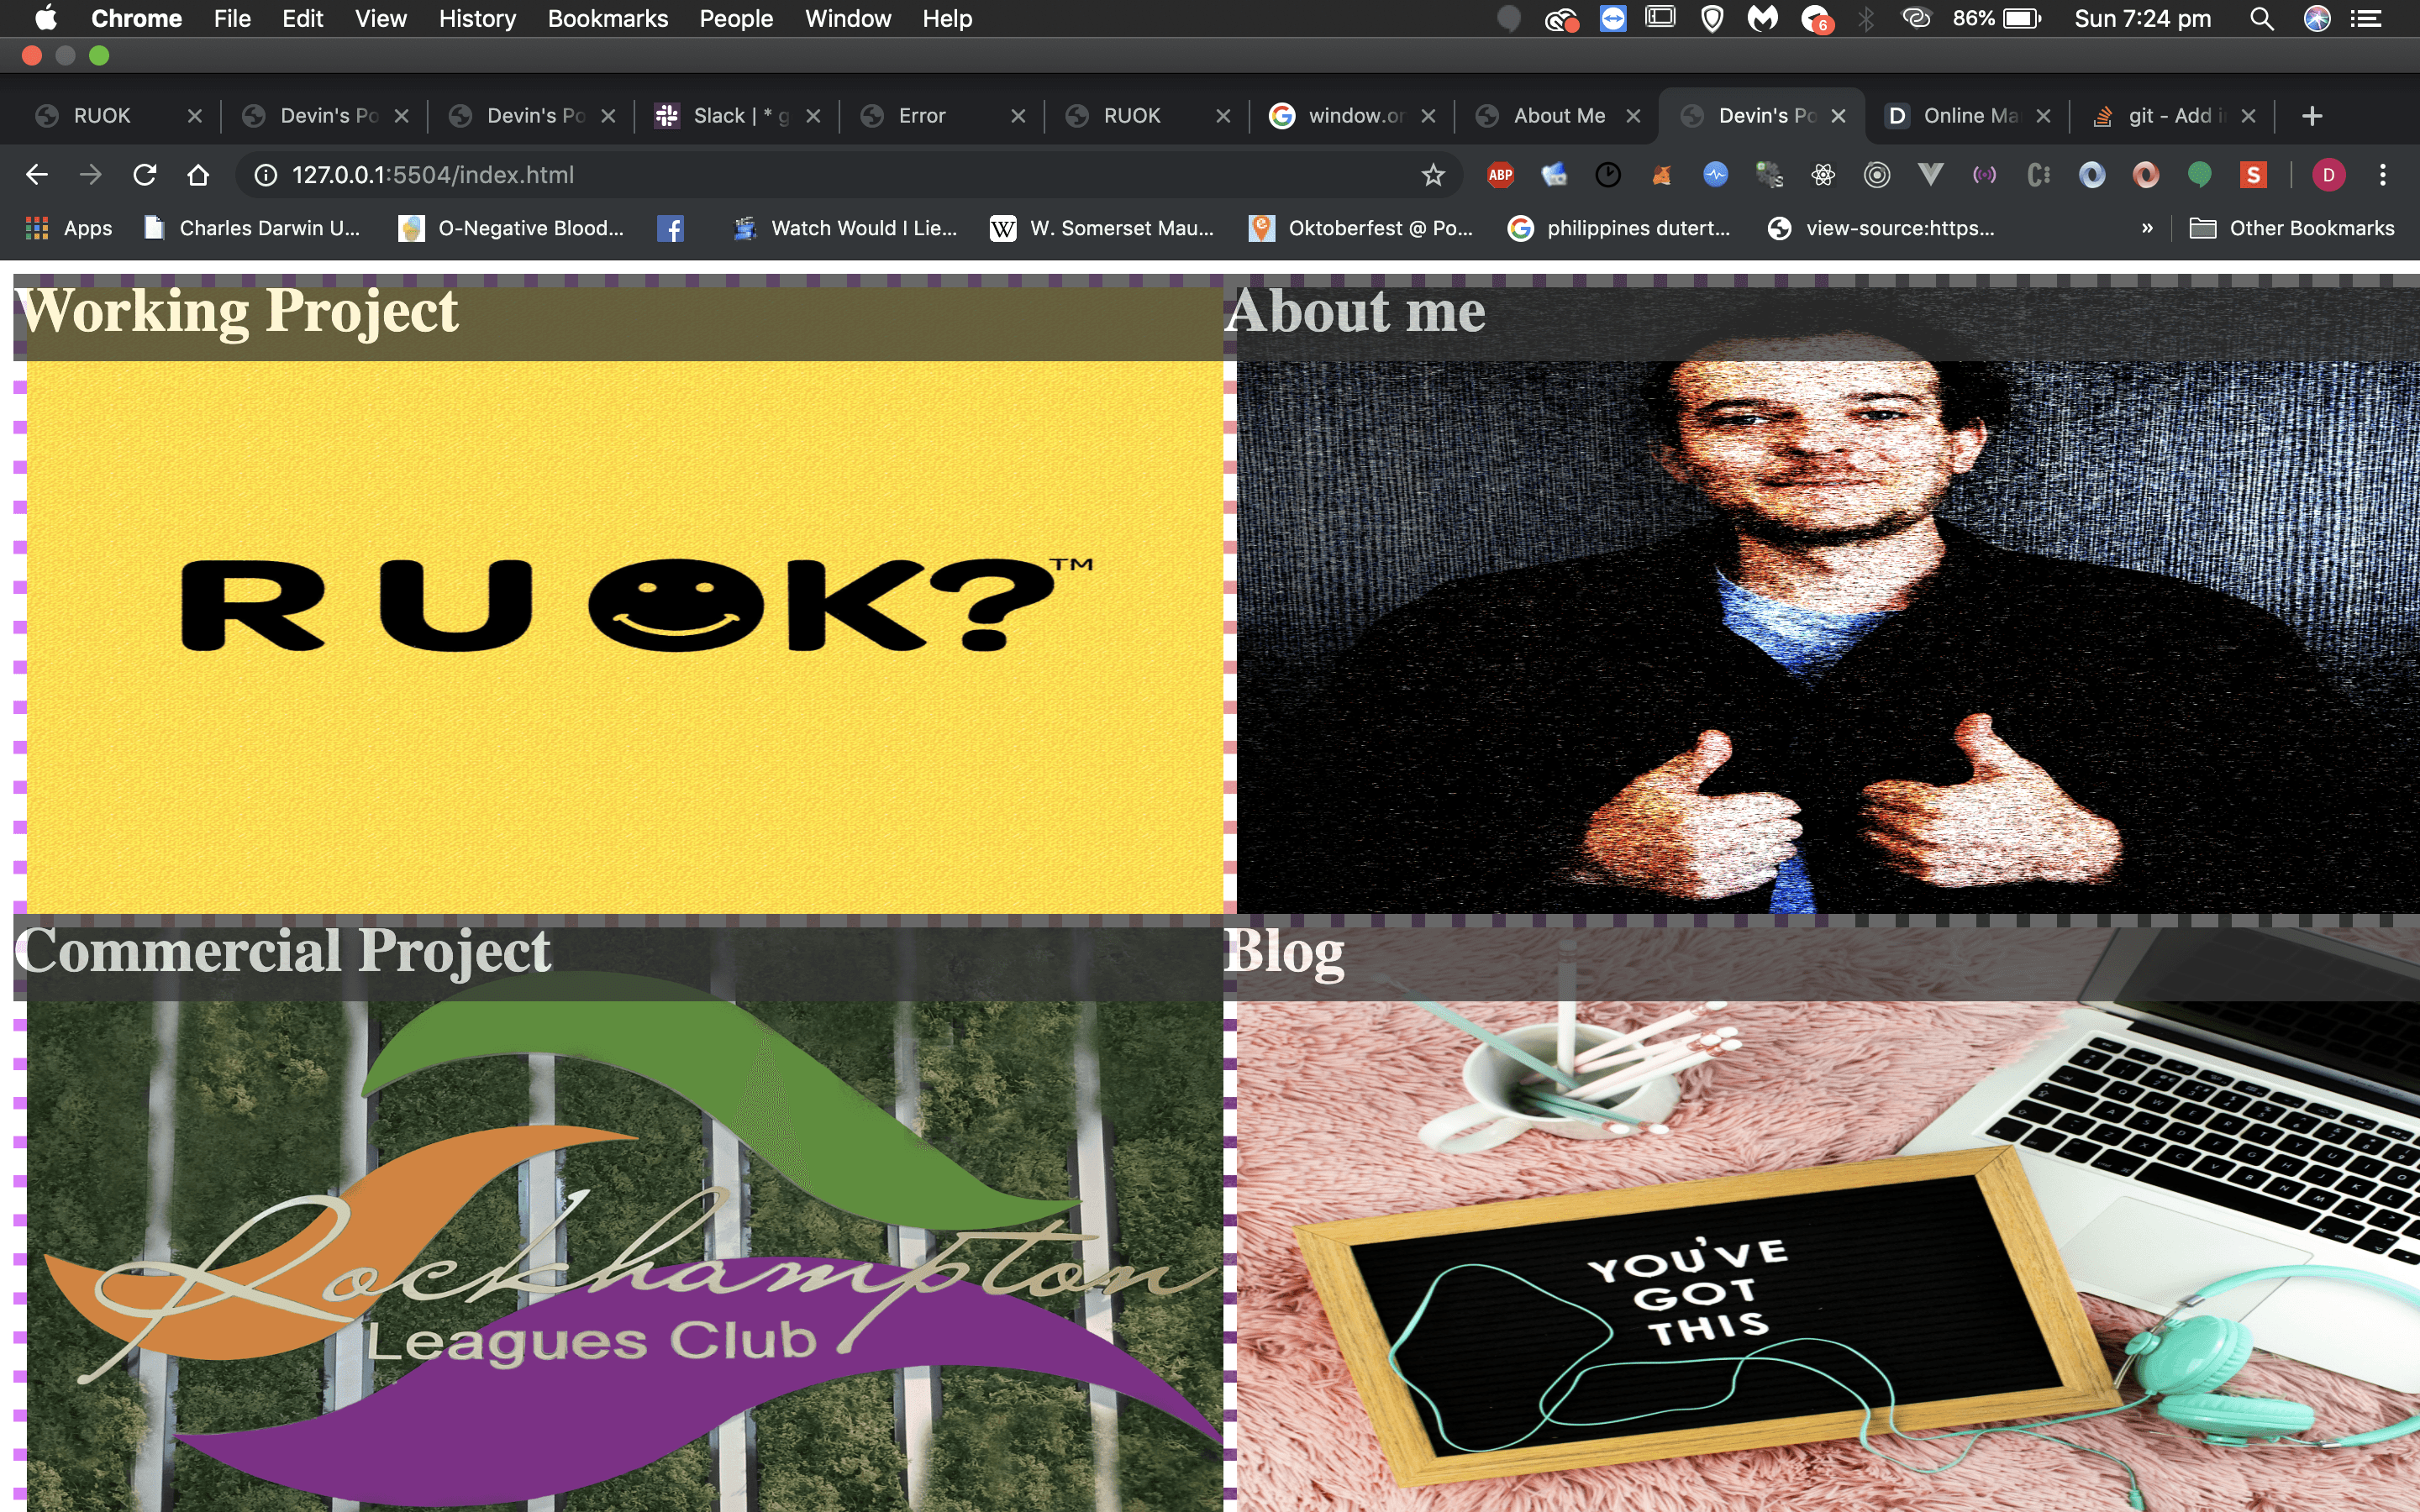 Chrome File Edit View History Bookmarks People Window Help 6 86% Sun 7:24 pm
RUOK Devin's Po Devin's Po Slack | * g Error RUOK window.or About Me Devin's Po D Online Ma git - Add i
127.0.0.1:5504/index.html ABP S D
Apps Charles Darwin U... O-Negative Blood... f Watch Would I Lie... W W. Somerset Mau... Oktoberfest @ Po... philippines dutert... view-source:https... » Other Bookmarks
Working Project
About me
R U OK?™
Commercial Project
Blog
Rockhampton
Leagues Club
YOU'VE
GOT
THIS